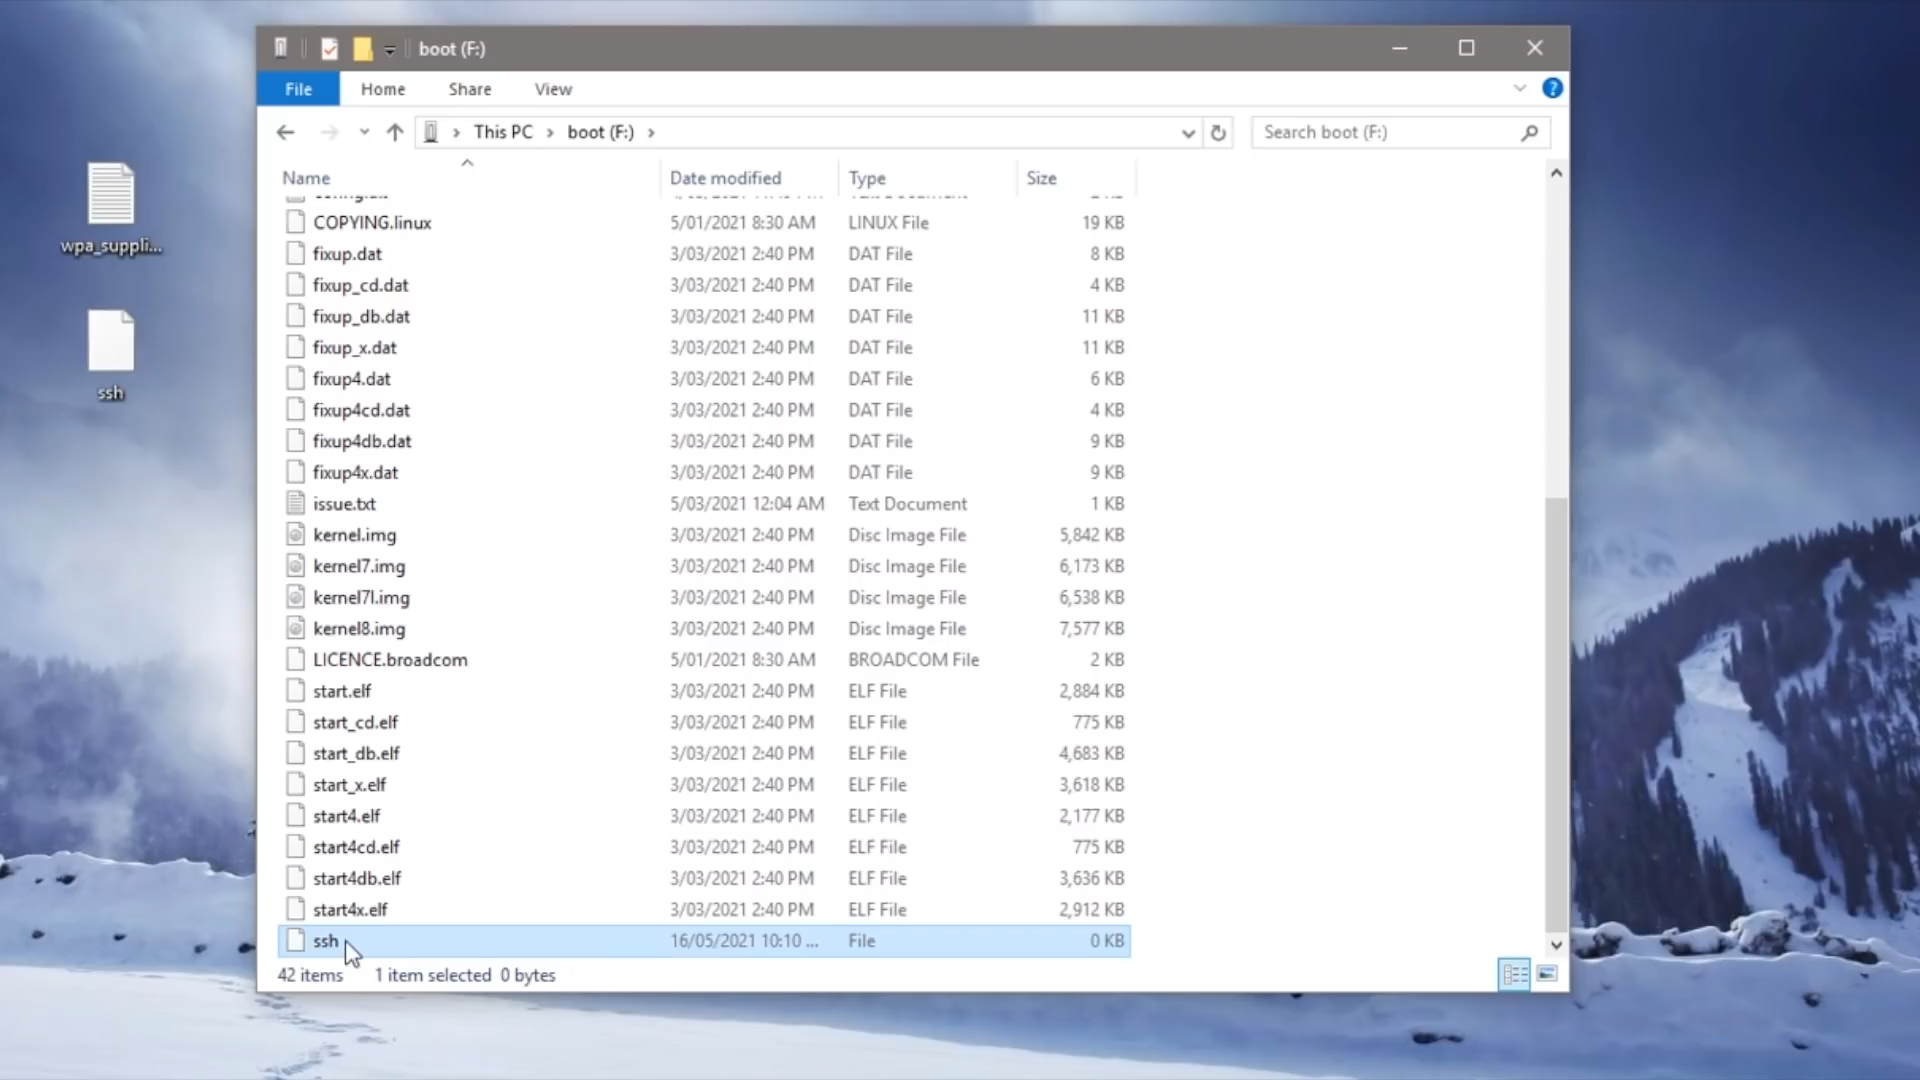 boot (F:)
File Home Share View
This PC boot (F:)
Search boot (F:)
Name Date modified Type Size
COPYING.linux 5/01/2021 8:30 AM LINUX File 19 KB
fixup.dat 3/03/2021 2:40 PM DAT File 8 KB
fixup_cd.dat 3/03/2021 2:40 PM DAT File 4 KB
fixup_db.dat 3/03/2021 2:40 PM DAT File 11 KB
fixup_x.dat 3/03/2021 2:40 PM DAT File 11 KB
fixup4.dat 3/03/2021 2:40 PM DAT File 6 KB
fixup4cd.dat 3/03/2021 2:40 PM DAT File 4 KB
fixup4db.dat 3/03/2021 2:40 PM DAT File 9 KB
fixup4x.dat 3/03/2021 2:40 PM DAT File 9 KB
issue.txt 5/03/2021 12:04 AM Text Document 1 KB
kernel.img 3/03/2021 2:40 PM Disc Image File 5,842 KB
kernel7.img 3/03/2021 2:40 PM Disc Image File 6,173 KB
kernel7l.img 3/03/2021 2:40 PM Disc Image File 6,538 KB
kernel8.img 3/03/2021 2:40 PM Disc Image File 7,577 KB
LICENCE.broadcom 5/01/2021 8:30 AM BROADCOM File 2 KB
start.elf 3/03/2021 2:40 PM ELF File 2,884 KB
start_cd.elf 3/03/2021 2:40 PM ELF File 775 KB
start_db.elf 3/03/2021 2:40 PM ELF File 4,683 KB
start_x.elf 3/03/2021 2:40 PM ELF File 3,618 KB
start4.elf 3/03/2021 2:40 PM ELF File 2,177 KB
start4cd.elf 3/03/2021 2:40 PM ELF File 775 KB
start4db.elf 3/03/2021 2:40 PM ELF File 3,636 KB
start4x.elf 3/03/2021 2:40 PM ELF File 2,912 KB
ssh 16/05/2021 10:10 ... File 0 KB
42 items 1 item selected 0 bytes
wpa_suppli...
ssh